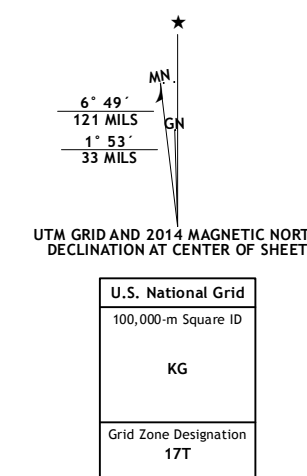 ★
MN
6° 49´
121 MILS
GN
1° 53´
33 MILS
UTM GRID AND 2014 MAGNETIC NORT
DECLINATION AT CENTER OF SHEET
U.S. National Grid
100,000-m Square ID
KG
Grid Zone Designation
17T